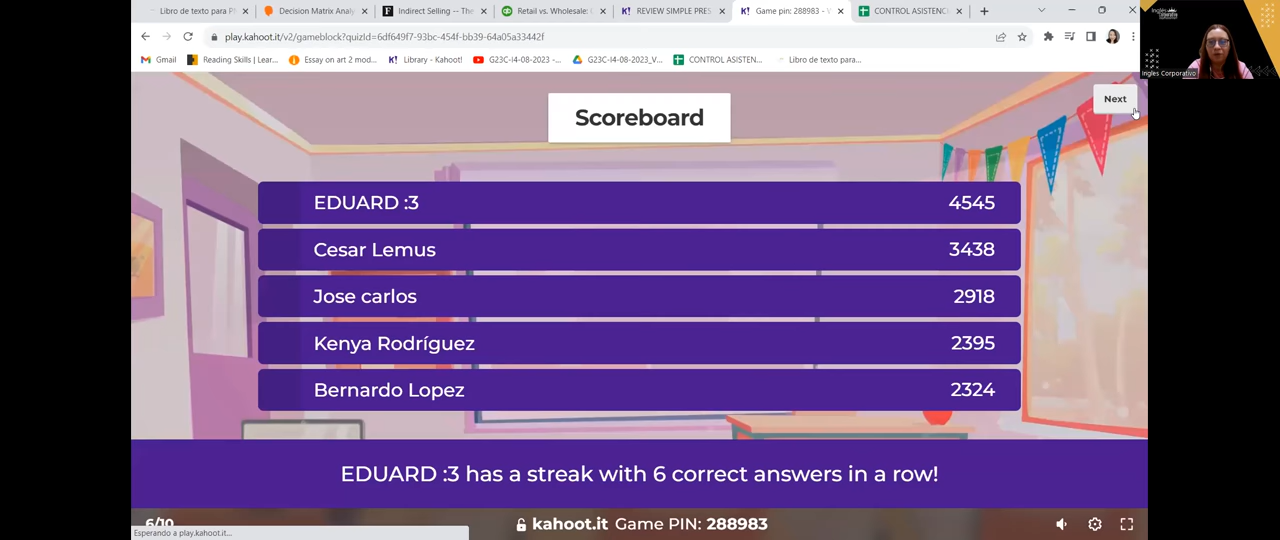 Libro de texto para P
Decision Matrix Anal
Indirect Selling -- The
Retail vs. Wholesale: 
REVIEW SIMPLE PRES
Game pin: 288983 -
CONTROL ASISTENC
play.kahoot.it/v2/gameblock?quizId=6df649f7-93bc-454f-bb39-64a05a33442f
Gmail
Reading Skills | Lear...
Essay on art 2 mod...
Library - Kahoot!
G23C-I4-08-2023 -...
G23C-I4-08-2023_V...
CONTROL ASISTEN...
Libro de texto para...
Inglés Corporativo
Next
Scoreboard
EDUARD :3 4545
Cesar Lemus 3438
Jose carlos 2918
Kenya Rodríguez 2395
Bernardo Lopez 2324
EDUARD :3 has a streak with 6 correct answers in a row!
6/10
kahoot.it Game PIN: 288983
Esperando a play.kahoot.it...